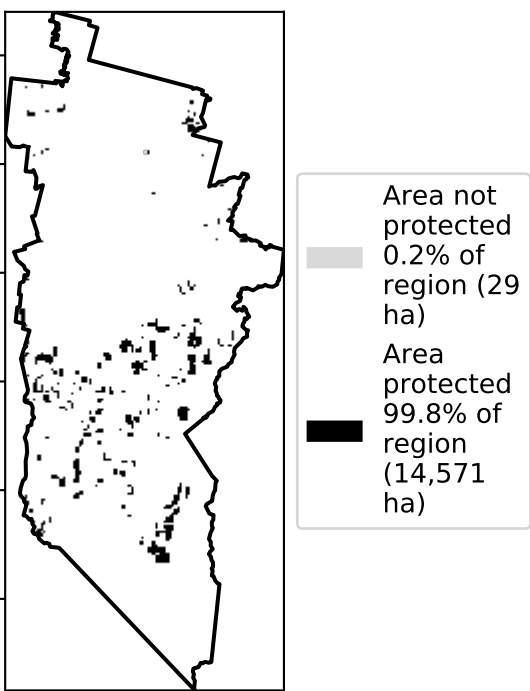 Area not
protected
0.2% of
region (29
ha)
Area
protected
99.8% of
region
(14,571
ha)